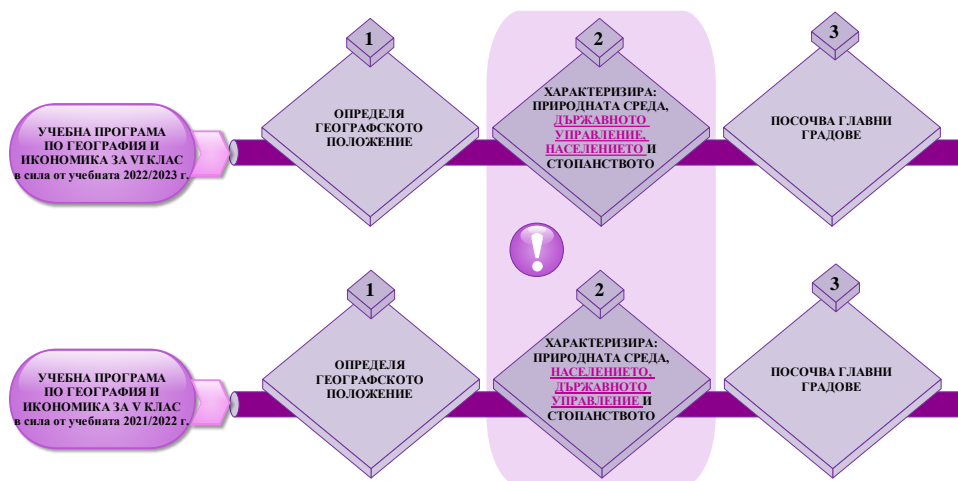 УЧЕБНА ПРОГРАМА
ПО ГЕОГРАФИЯ И
ИКОНОМИКА ЗА VI КЛАС
в сила от учебната 2022/2023 г.
1
ОПРЕДЕЛЯ
ГЕОГРАФСКОТО
ПОЛОЖЕНИЕ
2
ХАРАКТЕРИЗИРА:
ПРИРОДНАТА СРЕДА,
ДЪРЖАВНОТО
УПРАВЛЕНИЕ,
НАСЕЛЕНИЕТО И
СТОПАНСТВОТО
3
ПОСОЧВА ГЛАВНИ
ГРАДОВЕ
!
УЧЕБНА ПРОГРАМА
ПО ГЕОГРАФИЯ И
ИКОНОМИКА ЗА V КЛАС
в сила от учебната 2021/2022 г.
1
ОПРЕДЕЛЯ
ГЕОГРАФСКОТО
ПОЛОЖЕНИЕ
2
ХАРАКТЕРИЗИРА:
ПРИРОДНАТА СРЕДА,
НАСЕЛЕНИЕТО,
ДЪРЖАВНОТО
УПРАВЛЕНИЕ И
СТОПАНСТВОТО
3
ПОСОЧВА ГЛАВНИ
ГРАДОВЕ